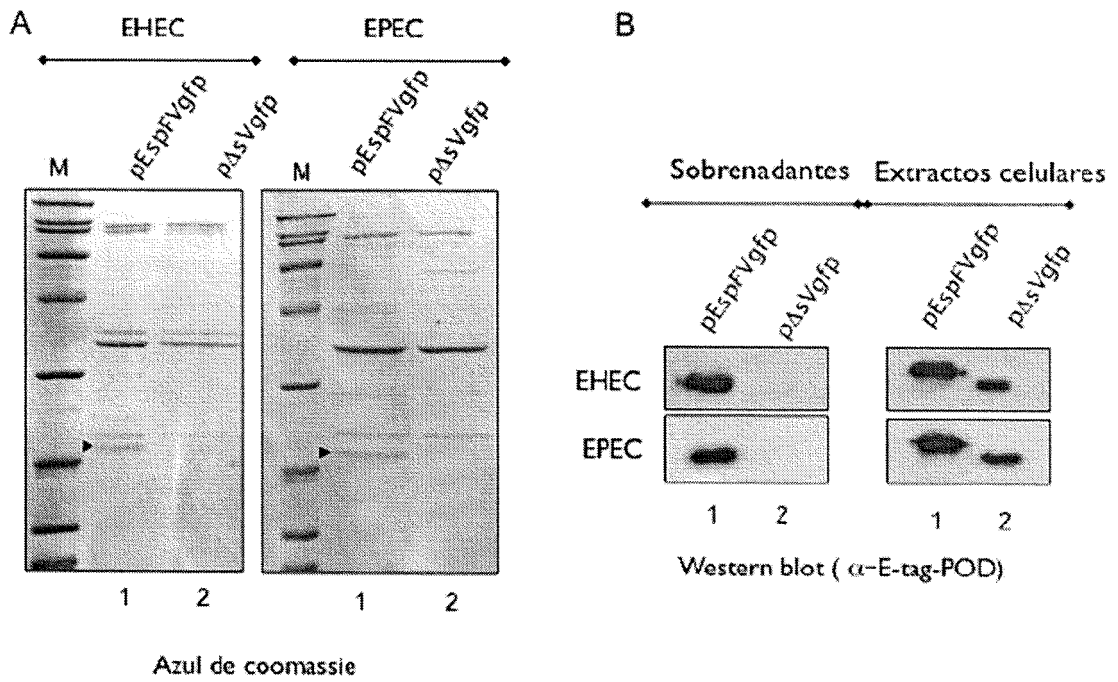 A
EHEC
EPEC
M
pEspFVgfp
pΔsVgfp
M
pEspFVgfp
pΔsVgfp
1
2
1
2
Azul de coomassie
B
Sobrenadantes
Extractos celulares
pEspFVgfp
pΔsVgfp
pEspFVgfp
pΔsVgfp
EHEC
EPEC
1
2
1
2
Western blot ( α-E-tag-POD)